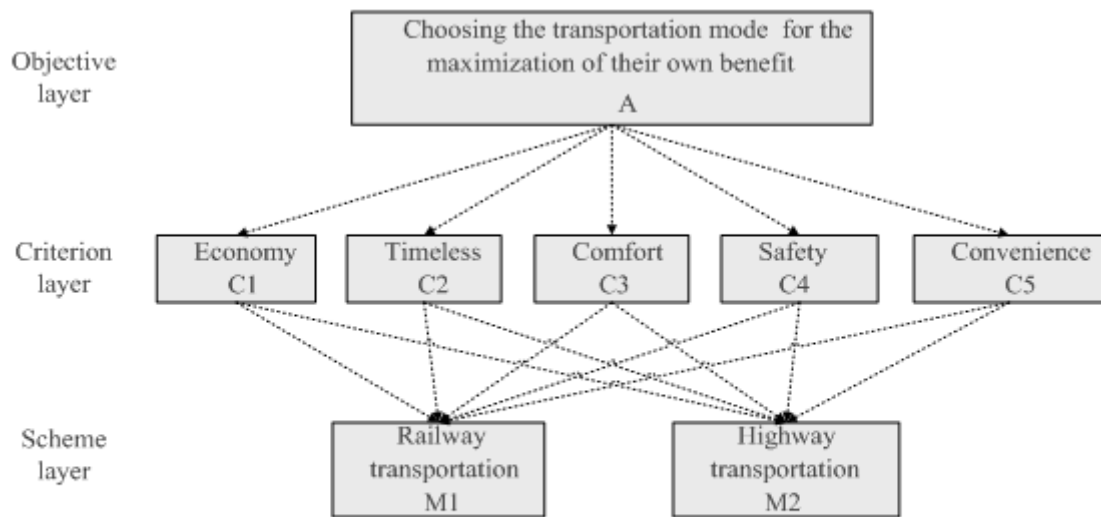 Choosing the transportation mode for the
maximization of their own benefit
A
Objective
layer
Economy
C1
Timeless
C2
Comfort
C3
Safety
C4
Convenience
C5
Criterion
layer
Railway
transportation
M1
Highway
transportation
M2
Scheme
layer